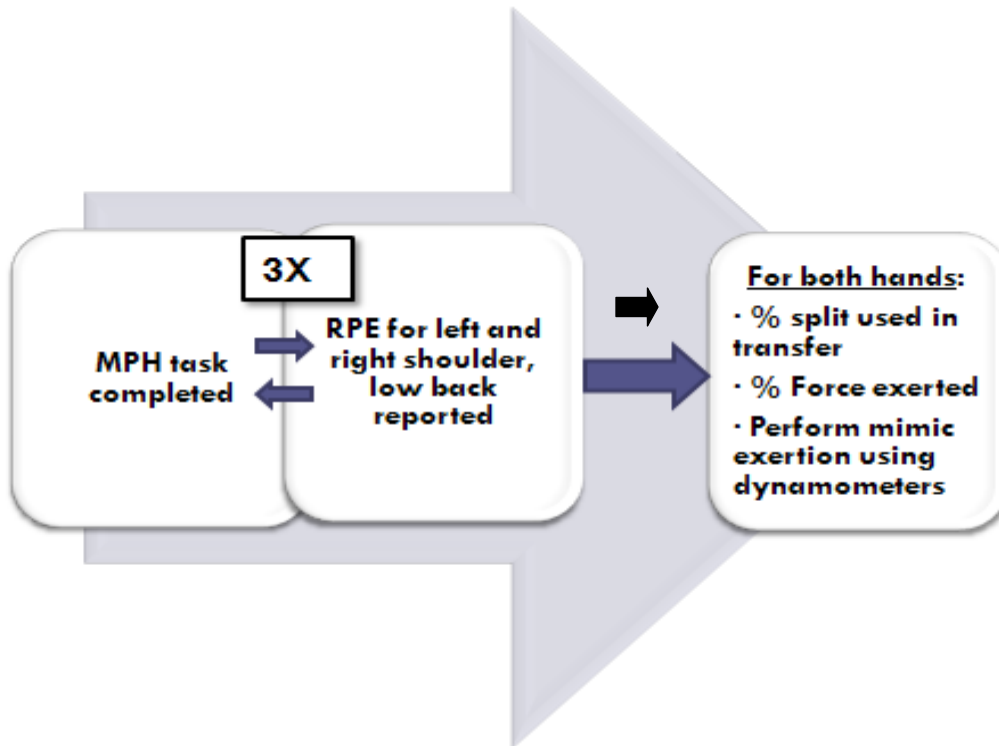 3X
MPH task
completed
RPE for left and
right shoulder,
low back
reported
For both hands:
· % split used in
transfer
· % Force exerted
· Perform mimic
exertion using
dynamometers